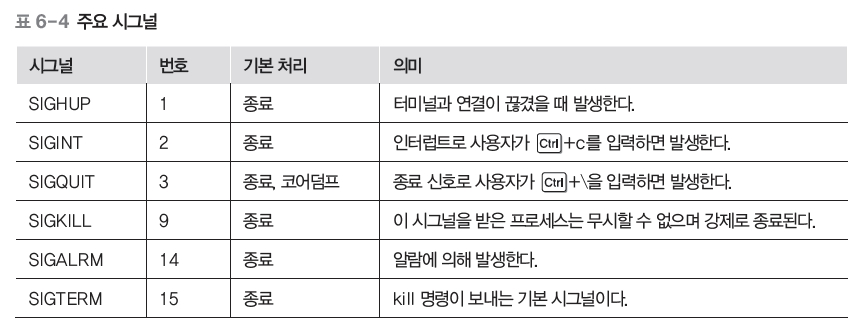 표 6-4 주요 시그널
시그널 번호 기본 처리 의미
SIGHUP 1 종료 터미널과 연결이 끊겼을 때 발생한다.
SIGINT 2 종료 인터럽트로 사용자가 Ctrl+c를 입력하면 발생한다.
SIGQUIT 3 종료, 코어덤프 종료 신호로 사용자가 Ctrl+\을 입력하면 발생한다.
SIGKILL 9 종료 이 시그널을 받은 프로세스는 무시할 수 없으며 강제로 종료된다.
SIGALRM 14 종료 알람에 의해 발생한다.
SIGTERM 15 종료 kill 명령이 보내는 기본 시그널이다.